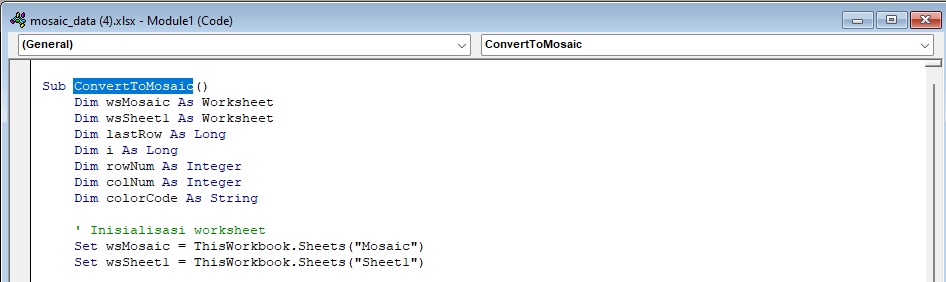 mosaic_data (4).xlsx - Module1 (Code)
(General) ConvertToMosaic
Sub ConvertToMosaic()
    Dim wsMosaic As Worksheet
    Dim wsSheet1 As Worksheet
    Dim lastRow As Long
    Dim i As Long
    Dim rowNum As Integer
    Dim colNum As Integer
    Dim colorCode As String
    ' Inisialisasi worksheet
    Set wsMosaic = ThisWorkbook.Sheets("Mosaic")
    Set wsSheet1 = ThisWorkbook.Sheets("Sheet1")